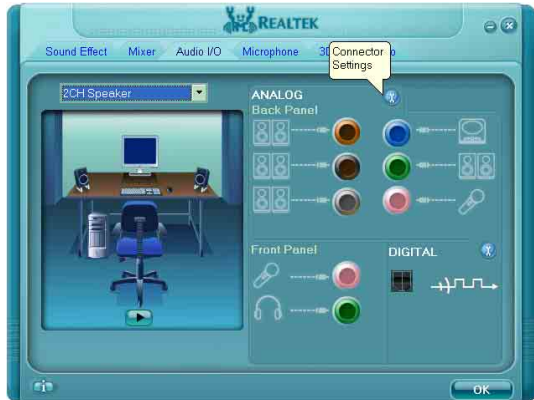 REALTEK
Sound Effect Mixer Audio I/O Microphone 3D
Connector
Settings
2CH Speaker
ANALOG
Back Panel
Front Panel
DIGITAL
OK